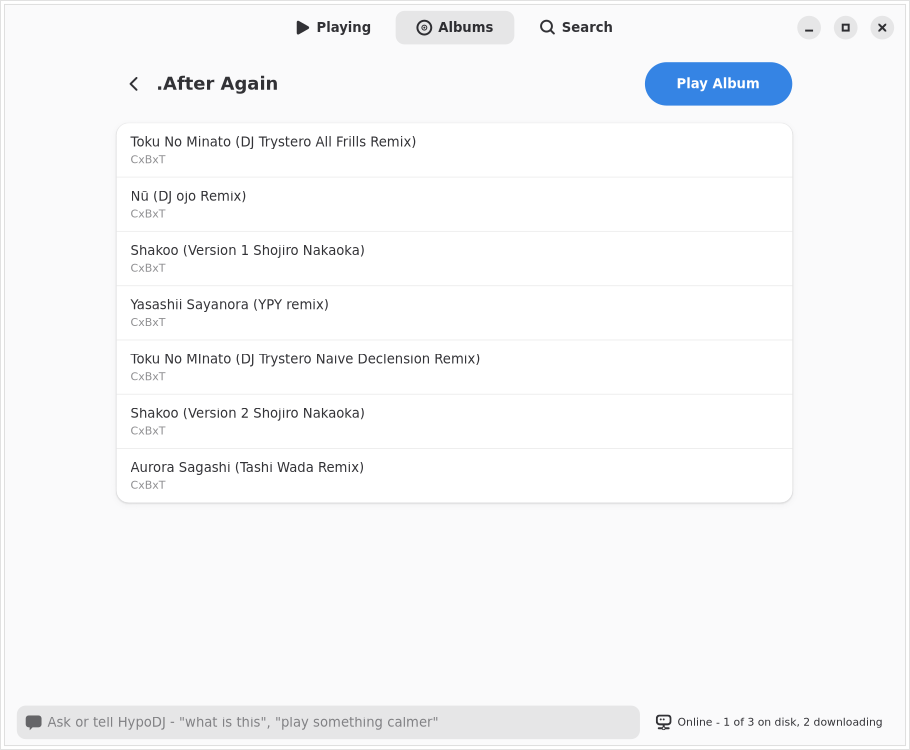 Playing
Albums
Search
.After Again
Play Album
Toku No Minato (DJ Trystero All Frills Remix)
CxBxT
Nū (DJ ojo Remix)
CxBxT
Shakoo (Version 1 Shojiro Nakaoka)
CxBxT
Yasashii Sayanora (YPY remix)
CxBxT
Toku No MInato (DJ Trystero Naıve Declensıon Remıx)
CxBxT
Shakoo (Version 2 Shojiro Nakaoka)
CxBxT
Aurora Sagashi (Tashi Wada Remix)
CxBxT
Ask or tell HypoDJ - "what is this", "play something calmer"
Online - 1 of 3 on disk, 2 downloading